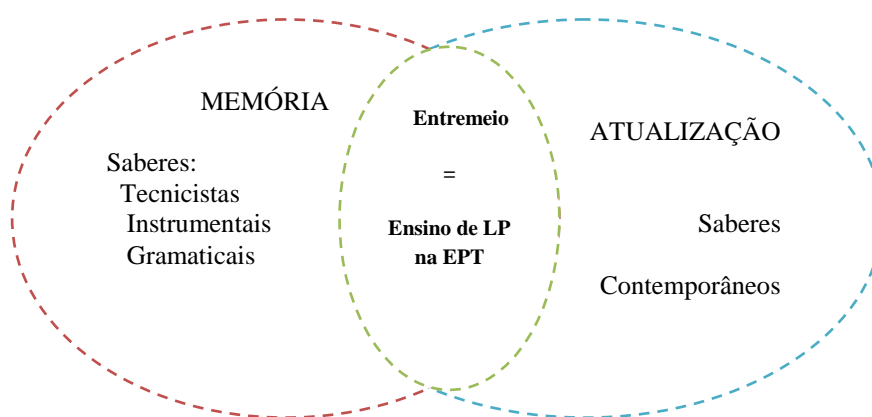 MEMÓRIA
Saberes:
Tecnicistas
Instrumentais
Gramaticais
Entremeio
=
Ensino de LP
na EPT
ATUALIZAÇÃO
Saberes
Contemporâneos